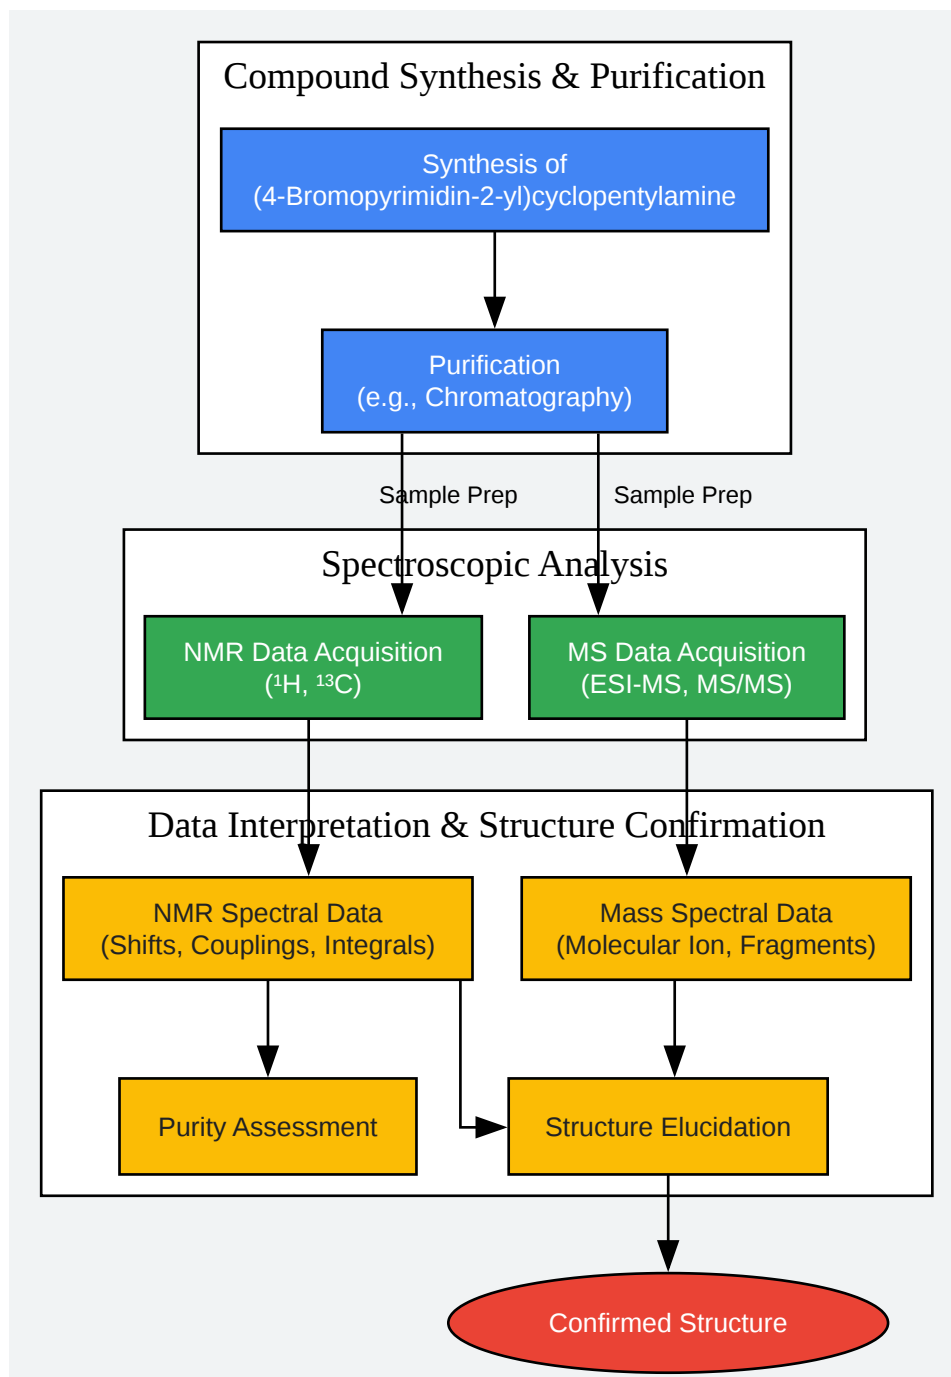 Compound Synthesis & Purification
Synthesis of
(4-Bromopyrimidin-2-yl)cyclopentylamine
Purification
(e.g., Chromatography)
Sample Prep
Sample Prep
Spectroscopic Analysis
NMR Data Acquisition
(¹H, ¹³C)
MS Data Acquisition
(ESI-MS, MS/MS)
Data Interpretation & Structure Confirmation
NMR Spectral Data
(Shifts, Couplings, Integrals)
Mass Spectral Data
(Molecular Ion, Fragments)
Purity Assessment
Structure Elucidation
Confirmed Structure